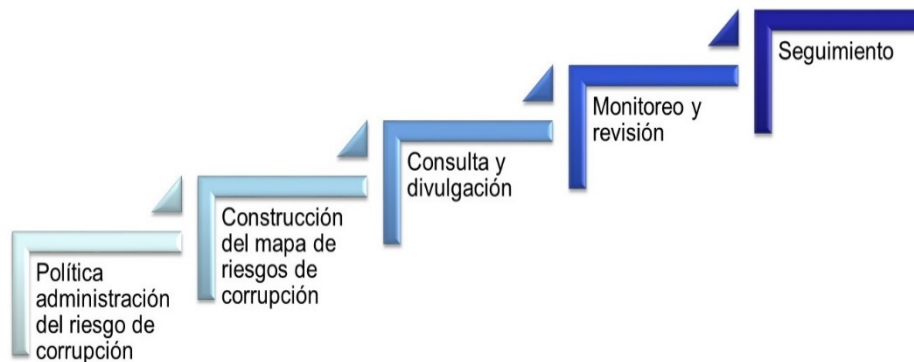 Política
administración
del riesgo de
corrupción
Construcción
del mapa de
riesgos de
corrupción
Consulta y
divulgación
Monitoreo y
revisión
Seguimiento